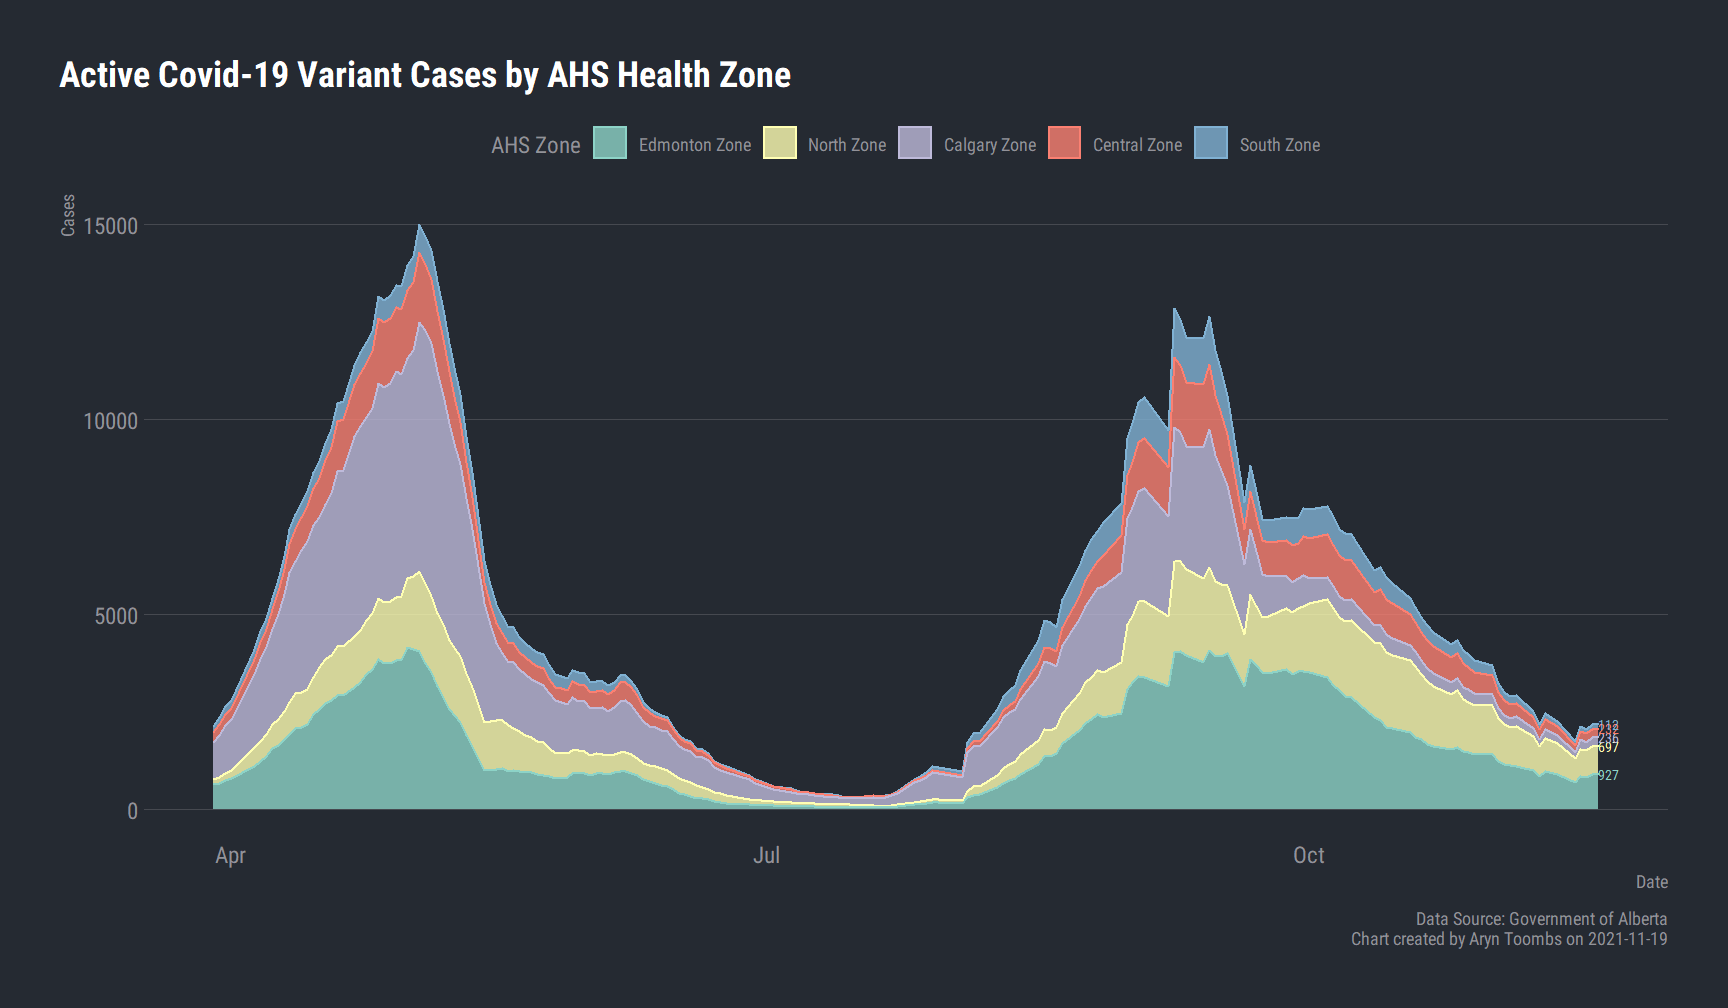 Active Covid-19 Variant Cases by AHS Health Zone
AHS Zone
Edmonton Zone
North Zone
Calgary Zone
Central Zone
South Zone
Cases
15000
10000
5000
0
112
236
697
927
Apr
Jul
Oct
Date
Data Source: Government of Alberta
Chart created by Aryn Toombs on 2021-11-19